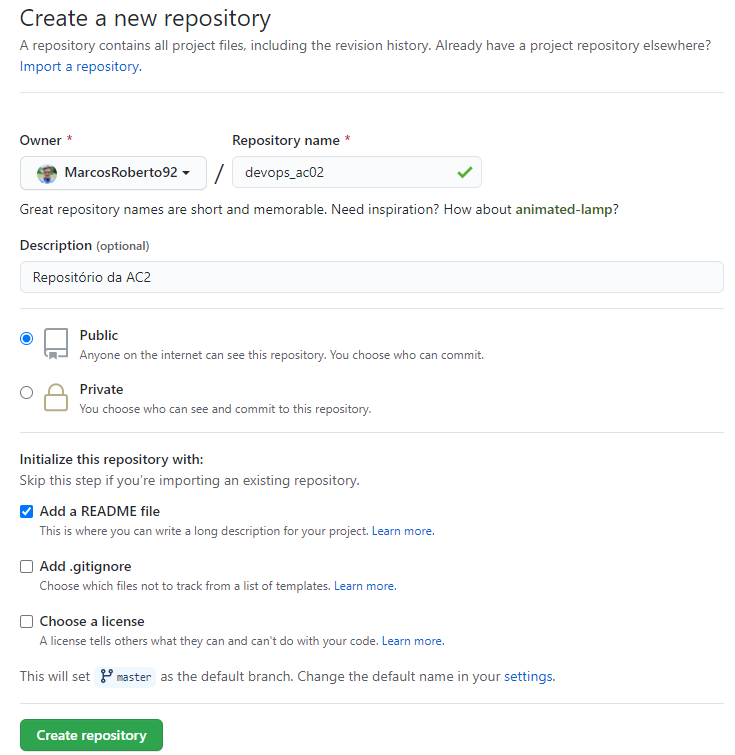 Create a new repository
A repository contains all project files, including the revision history. Already have a project repository elsewhere?
Import a repository.
Owner *
Repository name *
MarcosRoberto92
/
devops_ac02
Great repository names are short and memorable. Need inspiration? How about animated-lamp?
Description (optional)
Repositório da AC2
Public
Anyone on the internet can see this repository. You choose who can commit.
Private
You choose who can see and commit to this repository.
Initialize this repository with:
Skip this step if you’re importing an existing repository.
Add a README file
This is where you can write a long description for your project. Learn more.
Add .gitignore
Choose which files not to track from a list of templates. Learn more.
Choose a license
A license tells others what they can and can't do with your code. Learn more.
This will set master as the default branch. Change the default name in your settings.
Create repository